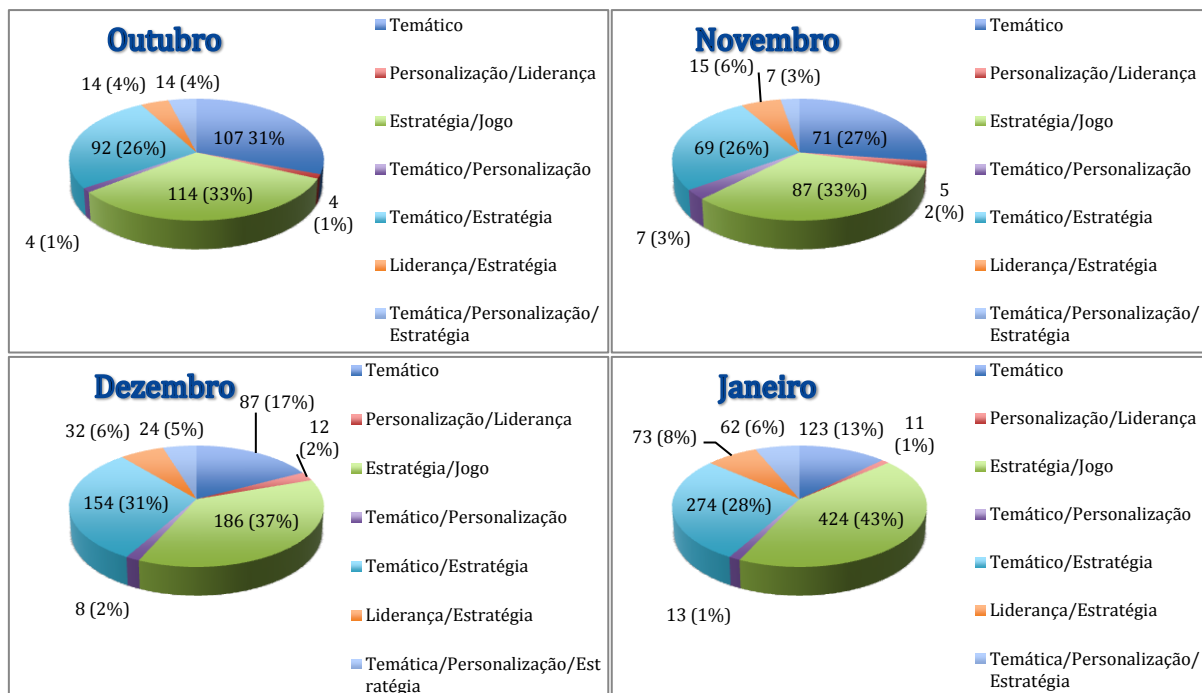 Outubro
14 (4%)
14 (4%)
107 31%
92 (26%)
114 (33%)
4
(1%)
4 (1%)
Temático
Personalização/Liderança
Estratégia/Jogo
Temático/Personalização
Temático/Estratégia
Liderança/Estratégia
Temática/Personalização/
Estratégia
Novembro
15 (6%)
7 (3%)
71 (27%)
69 (26%)
87 (33%)
5
2(%)
7 (3%)
Temático
Personalização/Liderança
Estratégia/Jogo
Temático/Personalização
Temático/Estratégia
Liderança/Estratégia
Temática/Personalização/
Estratégia
Dezembro
87 (17%)
32 (6%)
24 (5%)
12
(2%)
154 (31%)
186 (37%)
8 (2%)
Temático
Personalização/Liderança
Estratégia/Jogo
Temático/Personalização
Temático/Estratégia
Liderança/Estratégia
Temática/Personalização/Est
ratégia
Janeiro
73 (8%)
62 (6%)
123 (13%)
11
(1%)
274 (28%)
424 (43%)
13 (1%)
Temático
Personalização/Liderança
Estratégia/Jogo
Temático/Personalização
Temático/Estratégia
Liderança/Estratégia
Temática/Personalização/
Estratégia